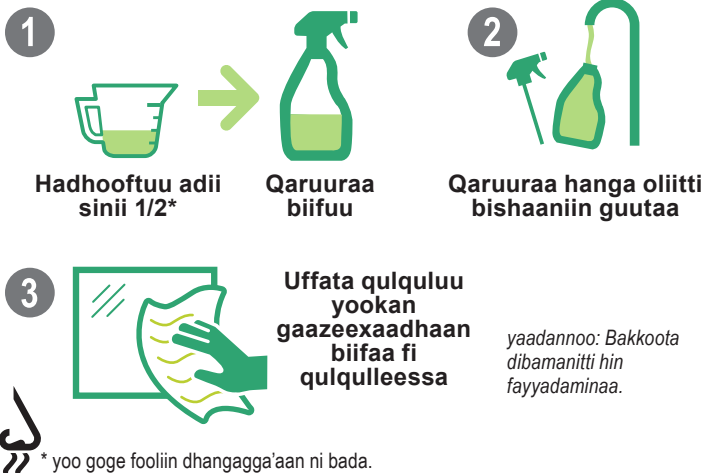 1
Hadhooftuu adii
sinii 1/2*
Qaruuraa
biifuu
2
Qaruuraa hanga oliitti
bishaaniin guutaa
3
Uffata qulquluu
yookan
gaazeexaadhaan
biifaa fi
qulqulleessa
yaadannoo: Bakkoota
dibamanitti hin
fayyadaminaa.
* yoo goge fooliin dhangagga'aan ni bada.